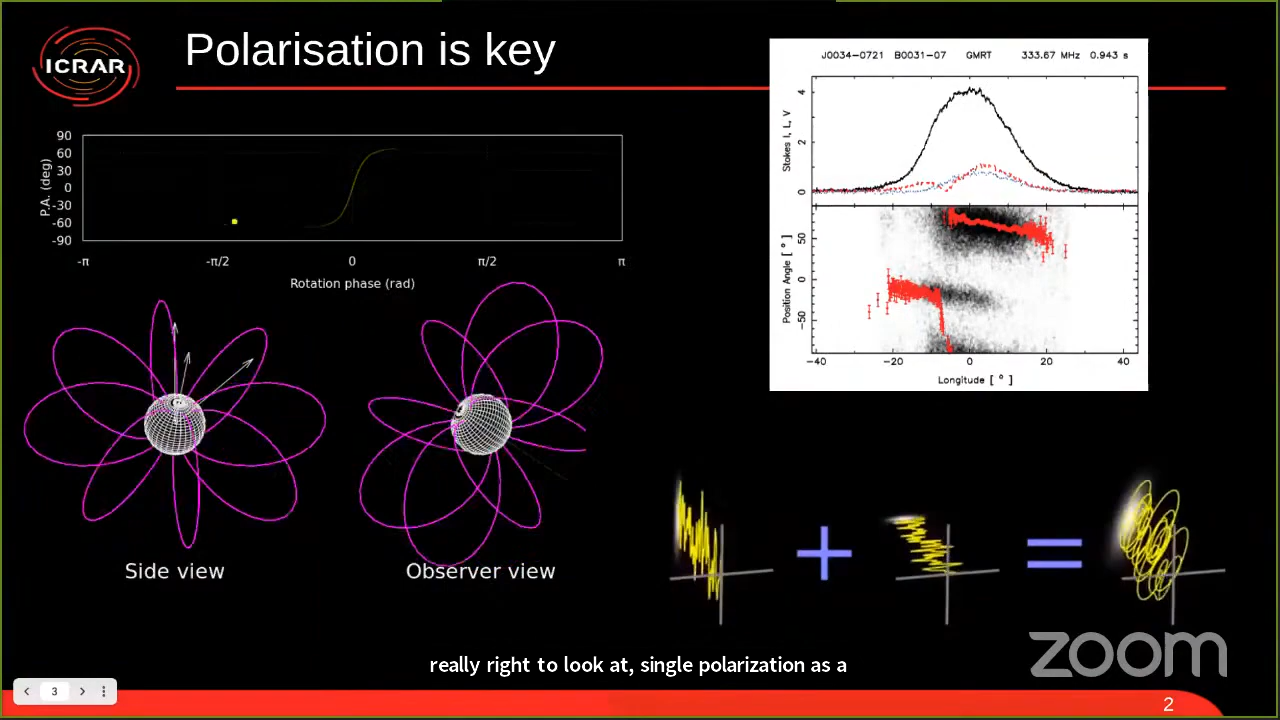 ICRAR
Polarisation is key
J0034-0721 B0031-07 GMRT 333.67 MHz 0.943 s
Stokes I, L, V
4
2
0
Position Angle [ ° ]
50
0
-50
-40 -20 0 20 40
Longitude [ ° ]
P.A. (deg)
90
60
30
0
-30
-60
-90
-π -π/2 0 π/2 π
Rotation phase (rad)
Side view
Observer view
+ =
zoom
really right to look at, single polarization as a
3
2